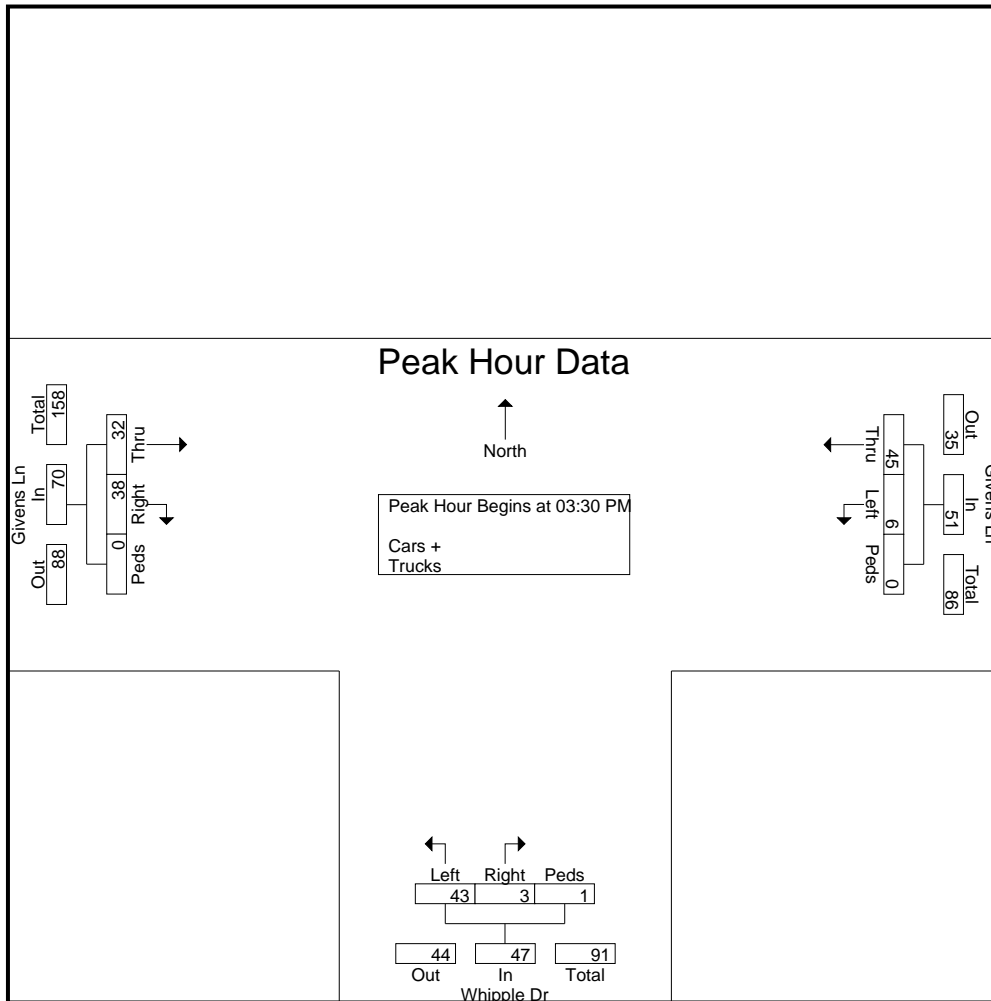 Peak Hour Data
North
Peak Hour Begins at 03:30 PM
Cars +
Trucks
Givens Ln
Out In Total
88 70 158
32 38 0
Thru Right Peds
Thru Left Peds
45 6 0
Out In Total
35 51 86
Givens Ln
Left Right Peds
43 3 1
44 47 91
Out In Total
Whipple Dr